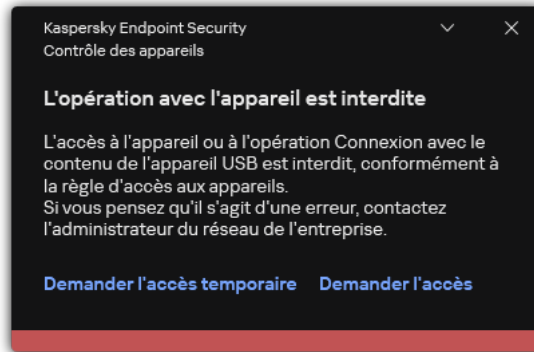 Kaspersky Endpoint Security
Contrôle des appareils
L'opération avec l'appareil est interdite
L'accès à l'appareil ou à l'opération Connexion avec le
contenu de l'appareil USB est interdit, conformément à
la règle d'accès aux appareils.
Si vous pensez qu'il s'agit d'une erreur, contactez
l'administrateur du réseau de l'entreprise.
Demander l'accès temporaire Demander l'accès